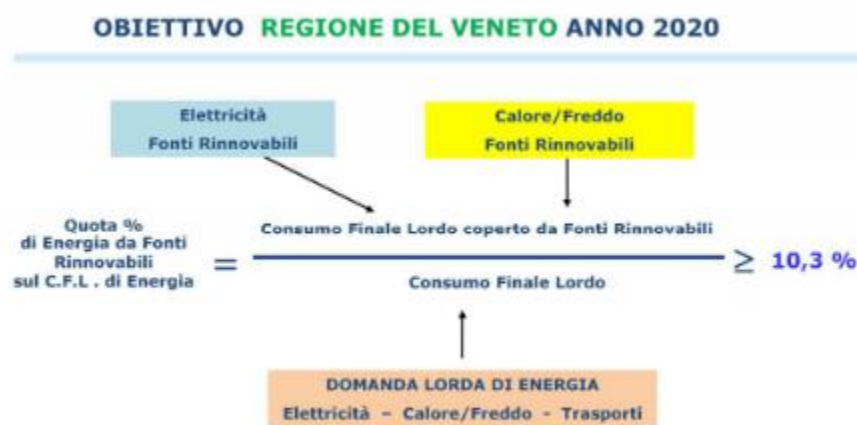 OBIETTIVO REGIONE DEL VENETO ANNO 2020
Elettricità
Fonti Rinnovabili
Calore/Freddo
Fonti Rinnovabili
Quota %
di Energia da Fonti
Rinnovabili
sul C.F.L . di Energia
=
Consumo Finale Lordo coperto da Fonti Rinnovabili
Consumo Finale Lordo
≥ 10,3 %
DOMANDA LORDA DI ENERGIA
Elettricità – Calore/Freddo - Trasporti